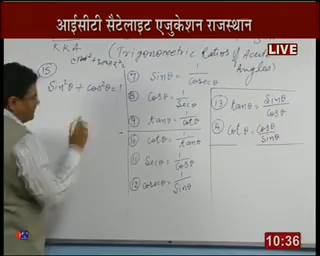 आईसीटी सैटेलाइट एजुकेशन राजस्थान
LIVE
KKA
(Trigonometric Ratios of Acute Angles)
(15)
Sin²θ + Cos²θ = 1
(7) Sinθ = 1/Cosecθ
(8) Cosθ = 1/Secθ
(9) tanθ = 1/Cotθ
(10) Cotθ = 1/tanθ
(11) Secθ = 1/Cosθ
(12) Cosecθ = 1/Sinθ
(13) tanθ = Sinθ/Cosθ
(14) Cotθ = Cosθ/Sinθ
10:36